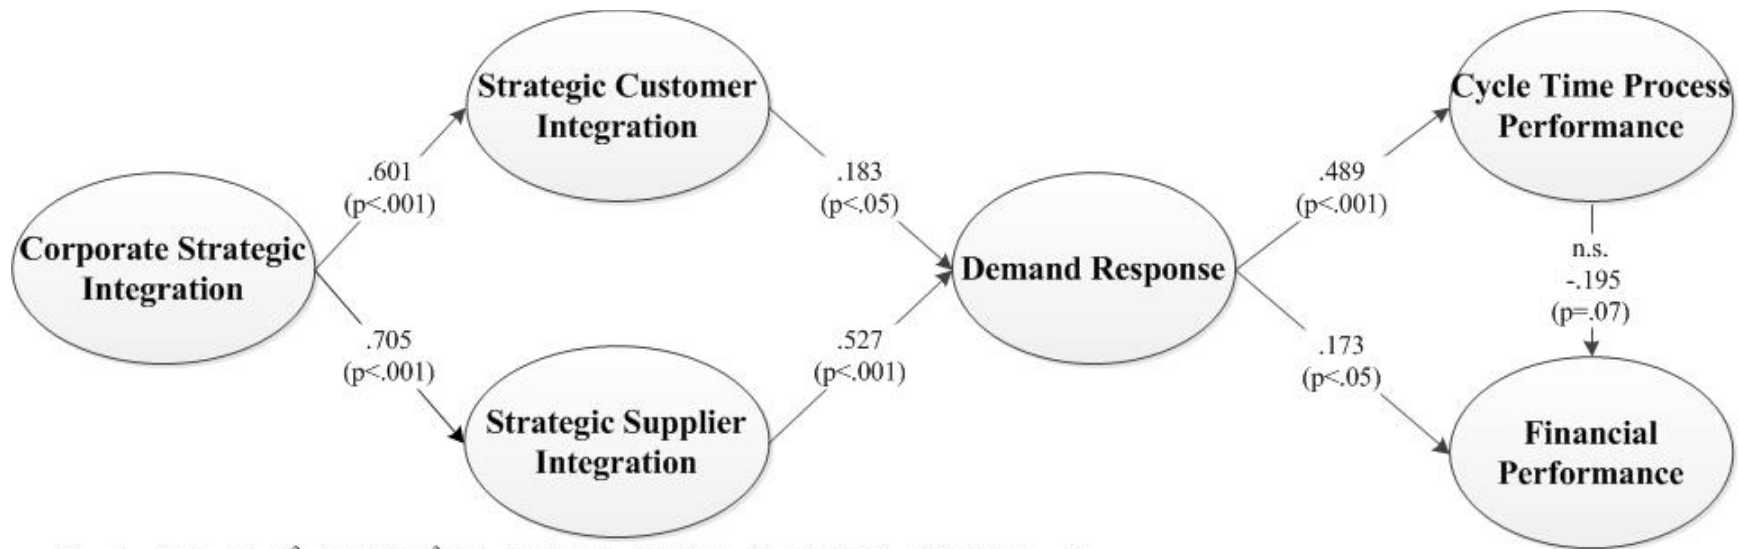 Strategic Customer
Integration
Cycle Time Process
Performance
.601
(p<.001)
.183
(p<.05)
.489
(p<.001)
Corporate Strategic
Integration
Demand Response
n.s.
-.195
(p=.07)
.705
(p<.001)
.527
(p<.001)
.173
(p<.05)
Strategic Supplier
Integration
Financial
Performance